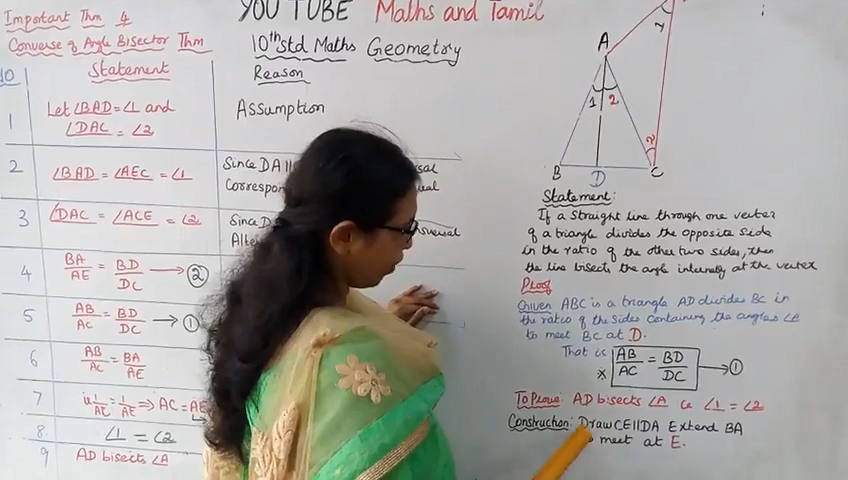 Important Thm 4
Converse of Angle Bisector Thm
YOU TUBE Maths and Tamil
10th Std Maths Geometry
Statement
Reason
1
Let ∠BAD = ∠1 and
∠DAC = ∠2
Assumption
2
∠BAD = ∠AEC = ∠1
Since DA ||
Correspon
3
∠DAC = ∠ACE = ∠2
Since D
Alte
4
BA/AE = BD/DC → 2
5
AB/AC = BD/DC → 1
6
AB/AC = BA/AE
7
1/AC = 1/AE ⇒ AC = AE
8.
∠1 = ∠2
9
AD bisects ∠A
A
1 2
B
D
C
2
1
Statement:
If a straight line through one vertex
of a triangle divides the opposite side
in the ratio of the other two sides, then
the line bisects the angle internally at the vertex
Proof
Given ABC is a triangle AD divides BC in
the ratio of the sides containing the angles ∠A
to meet BC at D.
That is AB/AC = BD/DC → 1
*
To Prove: AD bisects ∠A ie ∠1 = ∠2
Construction: Draw CE||DA Extend BA
meet at E.